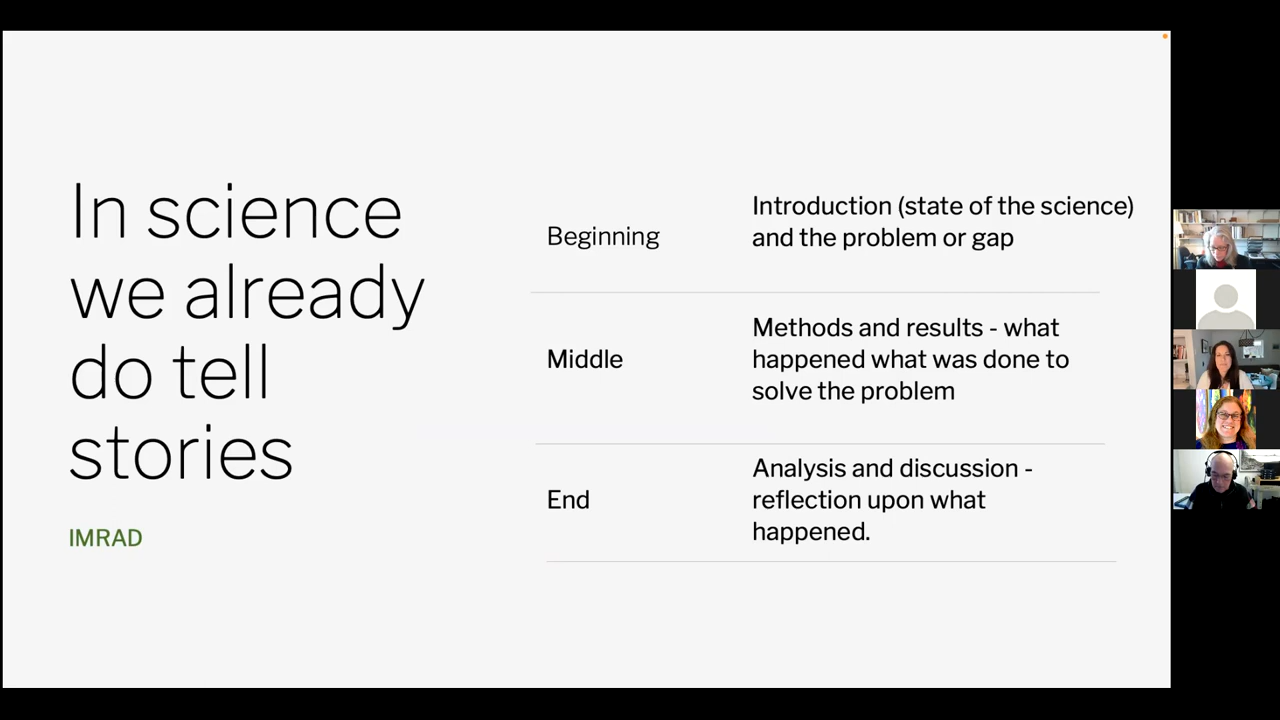 In science
we already
do tell
stories
IMRAD
Beginning
Introduction (state of the science)
and the problem or gap
Middle
Methods and results - what
happened what was done to
solve the problem
End
Analysis and discussion -
reflection upon what
happened.